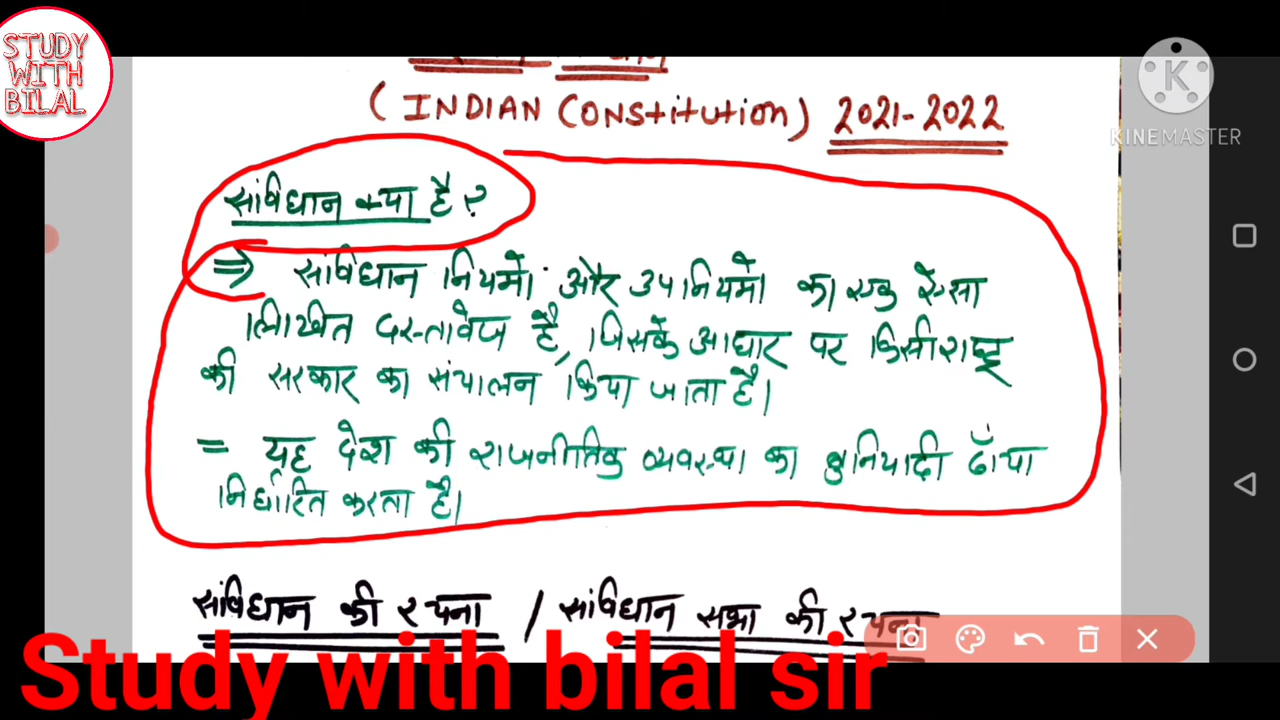 STUDY
WITH
BILAL
(INDIAN Constitution) 2021-2022
K
KINEMASTER
संविधान क्या है?
⇒ संविधान नियमों और उपनियमों का एक ऐसा
लिखित दस्तावेज है, जिसके आधार पर किसी राष्ट्र
की सरकार का संचालन किया जाता है।
= यह देश की राजनीतिक व्यवस्था का बुनियादी ढाँचा
निर्धारित करता है।
संविधान की रचना / संविधान सभा की रचना
Study with bilal sir